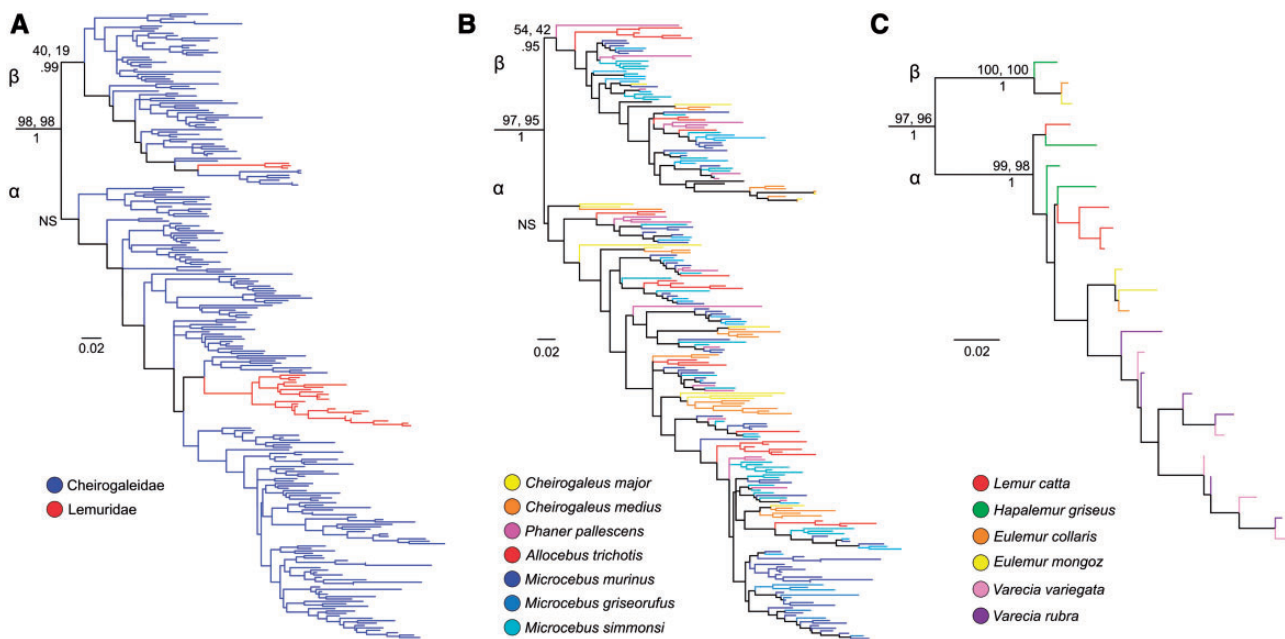 A
40, 19
.99
β
98, 98
1
α
NS
0.02
Cheirogaleidae
Lemuridae
B
54, 42
.95
β
97, 95
1
α
NS
0.02
Cheirogaleus major
Cheirogaleus medius
Phaner pallescens
Allocebus trichotis
Microcebus murinus
Microcebus griseorufus
Microcebus simmonsi
C
β
100, 100
1
97, 96
1
α
99, 98
1
0.02
Lemur catta
Hapalemur griseus
Eulemur collaris
Eulemur mongoz
Varecia variegata
Varecia rubra